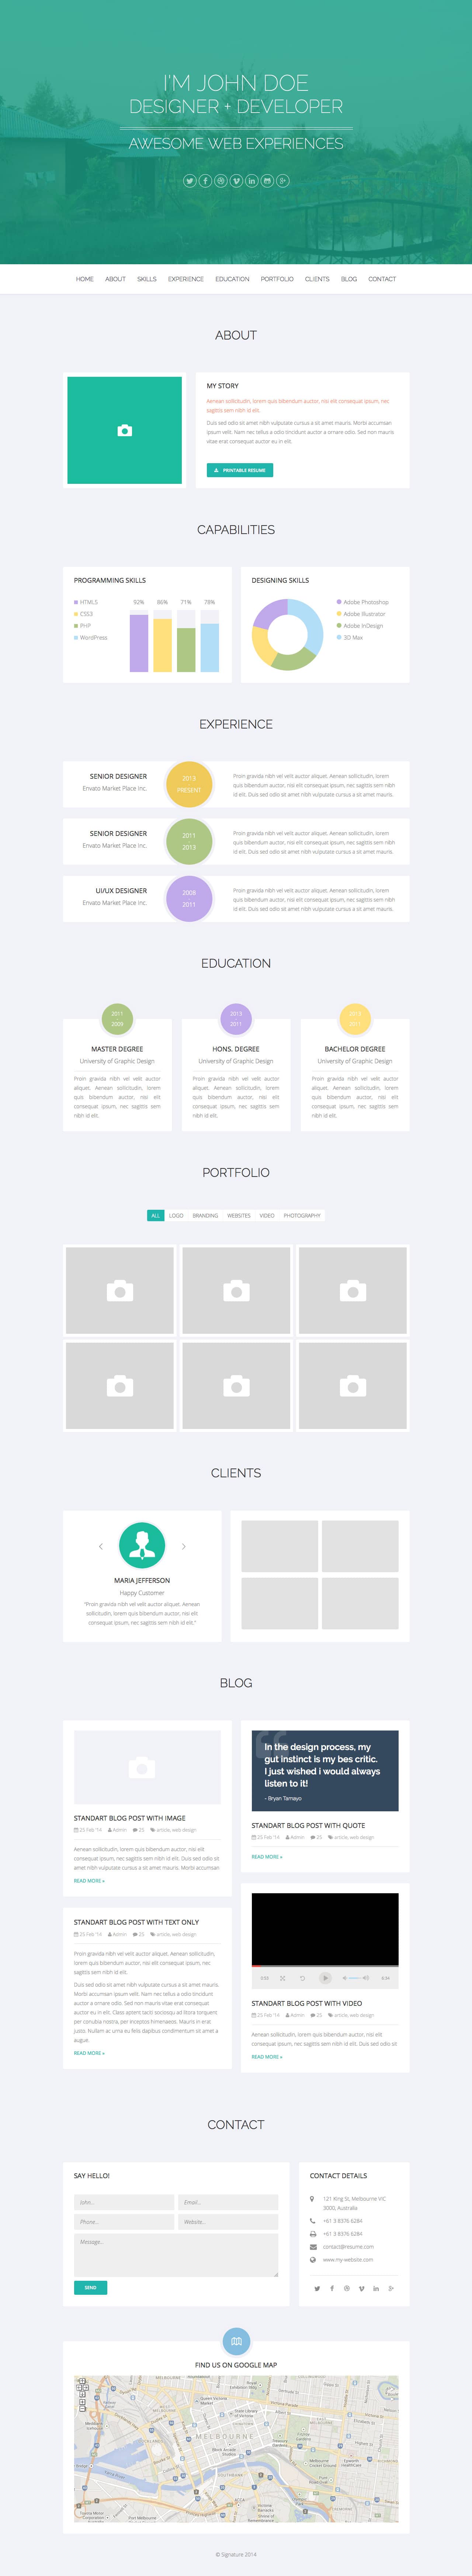 I'M JOHN DOE
DESIGNER + DEVELOPER
AWESOME WEB EXPERIENCES
HOME ABOUT SKILLS EXPERIENCE EDUCATION PORTFOLIO CLIENTS BLOG CONTACT
ABOUT
MY STORY
Aenean sollicitudin, lorem quis bibendum auctor, nisi elit consequat ipsum, nec
sagittis sem nibh id elit.
Duis sed odio sit amet nibh vulputate cursus a sit amet mauris. Morbi accumsan
ipsum velit. Nam nec tellus a odio tincidunt auctor a ornare odio. Sed non mauris
vitae erat consequat auctor eu in elit.
PRINTABLE RESUME
CAPABILITIES
PROGRAMMING SKILLS
HTML5
CSS3
PHP
WordPress
92% 86% 71% 78%
DESIGNING SKILLS
Adobe Photoshop
Adobe Illustrator
Adobe InDesign
3D Max
EXPERIENCE
SENIOR DESIGNER
Envato Market Place Inc.
2013
PRESENT
Proin gravida nibh vel velit auctor aliquet. Aenean sollicitudin, lorem
quis bibendum auctor, nisi elit consequat ipsum, nec sagittis sem nibh
id elit. Duis sed odio sit amet nibh vulputate cursus a sit amet mauris.
SENIOR DESIGNER
Envato Market Place Inc.
2011
2013
Proin gravida nibh vel velit auctor aliquet. Aenean sollicitudin, lorem
quis bibendum auctor, nisi elit consequat ipsum, nec sagittis sem nibh
id elit. Duis sed odio sit amet nibh vulputate cursus a sit amet mauris.
UI/UX DESIGNER
Envato Market Place Inc.
2008
2011
Proin gravida nibh vel velit auctor aliquet. Aenean sollicitudin, lorem
quis bibendum auctor, nisi elit consequat ipsum, nec sagittis sem nibh
id elit. Duis sed odio sit amet nibh vulputate cursus a sit amet mauris.
EDUCATION
2011
2009
MASTER DEGREE
University of Graphic Design
Proin gravida nibh vel velit auctor
aliquet. Aenean sollicitudin, lorem
quis bibendum auctor, nisi elit
consequat ipsum, nec sagittis sem
nibh id elit.
2013
2011
HONS. DEGREE
University of Graphic Design
Proin gravida nibh vel velit auctor
aliquet. Aenean sollicitudin, lorem
quis bibendum auctor, nisi elit
consequat ipsum, nec sagittis sem
nibh id elit.
BACHELOR DEGREE
University of Graphic Design
Proin gravida nibh vel velit auctor
aliquet. Aenean sollicitudin, lorem
quis bibendum auctor, nisi elit
consequat ipsum, nec sagittis sem
nibh id elit.
PORTFOLIO
ALL LOGO BRANDING WEBSITES VIDEO PHOTOGRAPHY
CLIENTS
MARIA JEFFERSON
Happy Customer
"Proin gravida nibh vel velit auctor aliquet. Aenean
sollicitudin, lorem quis bibendum auctor, nisi elit
consequat ipsum, nec sagittis sem nibh id elit."
BLOG
STANDART BLOG POST WITH IMAGE
25 Feb '14 Admin 25 article, web design
Aenean sollicitudin, lorem quis bibendum auctor, nisi elit
consequat ipsum, nec sagittis sem nibh id elit. Duis sed odio sit
amet nibh vulputate cursus a sit amet mauris. Morbi accumsan
READ MORE »
STANDART BLOG POST WITH TEXT ONLY
25 Feb '14 Admin 25 article, web design
Proin gravida nibh vel velit auctor aliquet. Aenean sollicitudin,
lorem quis bibendum auctor, nisi elit consequat ipsum, nec
sagittis sem nibh id elit.
Duis sed odio sit amet nibh vulputate cursus a sit amet mauris.
Morbi accumsan ipsum velit. Nam nec tellus a odio tincidunt
auctor a ornare odio. Sed non mauris vitae erat consequat
auctor eu in elit. Class aptent taciti sociosqu ad litora torquent
per conubia nostra, per inceptos himenaeos. Mauris in erat
justo. Nullam ac urna eu felis dapibus condimentum sit amet a
augue.
READ MORE »
In the design process, my
gut instinct is my bes critic.
I just wished i would always
listen to it!
- Bryan Tamayo
STANDART BLOG POST WITH QUOTE
25 Feb '14 Admin 25 article, web design
READ MORE »
STANDART BLOG POST WITH VIDEO
25 Feb '14 Admin 25 article, web design
Aenean sollicitudin, lorem quis bibendum auctor, nisi elit
consequat ipsum, nec sagittis sem nibh id elit. Duis sed odio sit
READ MORE »
CONTACT
SAY HELLO!
John...
Email...
Phone...
Website...
Message...
SEND
CONTACT DETAILS
121 King St, Melbourne VIC
3000, Australia
+61 3 8376 6284
+61 3 8376 6284
contact@resume.com
www.my-website.com
FIND US ON GOOGLE MAP
MELBOURNE
© Signature 2014